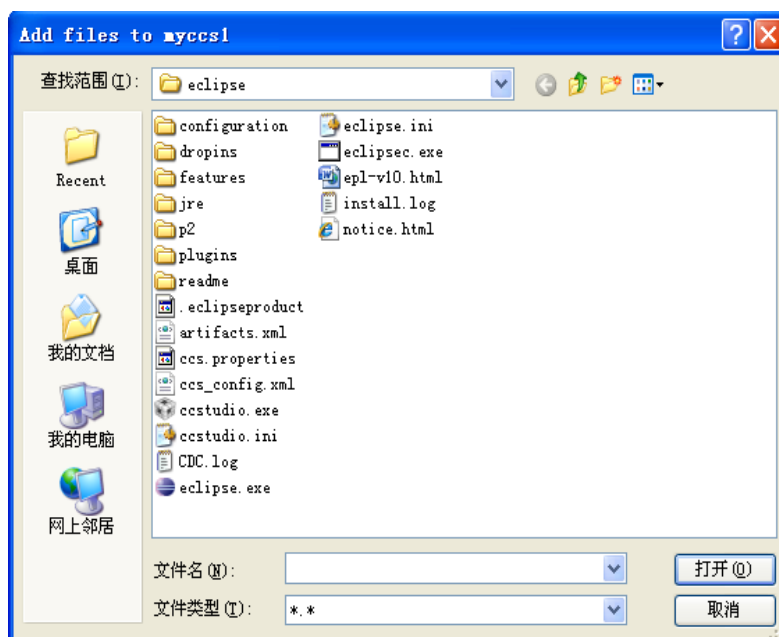 Add files to myccs1
查找范围(I):
eclipse
configuration
dropins
features
jre
p2
plugins
readme
.eclipseproduct
artifacts.xml
ccs.properties
ccs_config.xml
ccstudio.exe
ccstudio.ini
CDC.log
eclipse.exe
eclipse.ini
eclipsec.exe
epl-v10.html
install.log
notice.html
Recent
桌面
我的文档
我的电脑
网上邻居
文件名(N):
打开(O)
文件类型(T):
*.*
取消